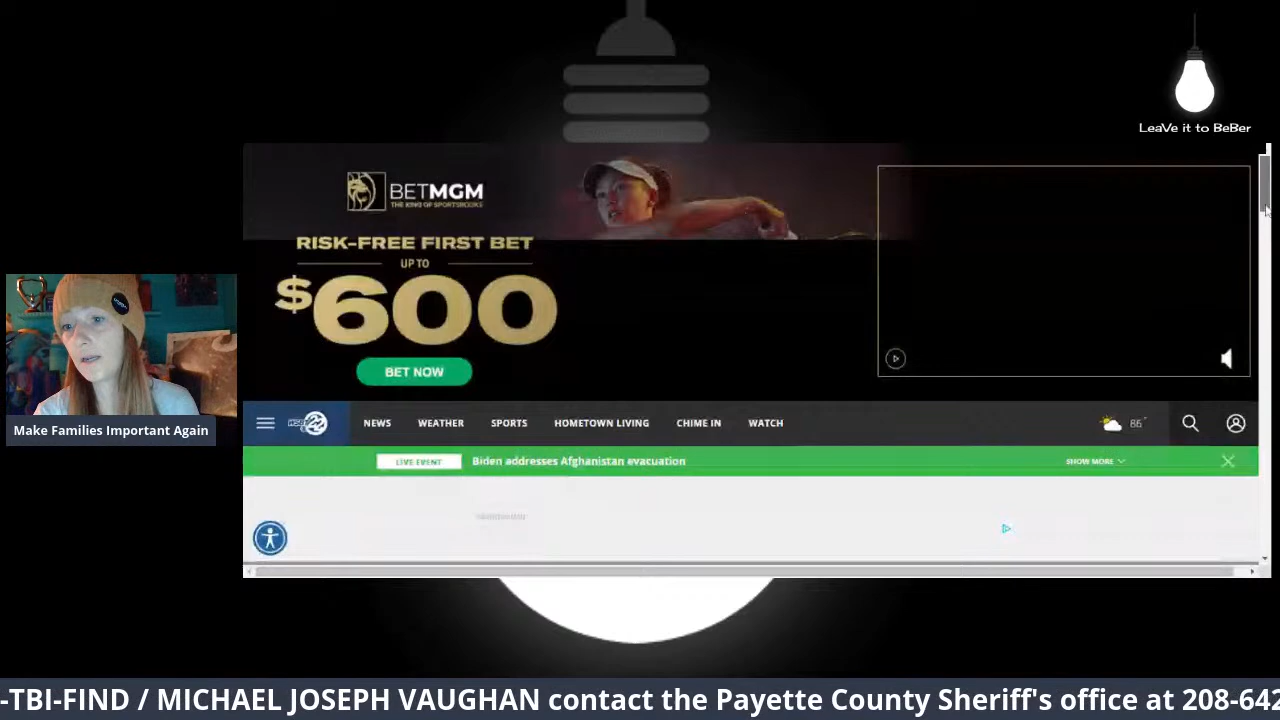 LeaVe it to BeBer
BETMGM
THE KING OF SPORTSBOOKS
RISK-FREE FIRST BET
UP TO
$600
BET NOW
NEWS WEATHER SPORTS HOMETOWN LIVING CHIME IN WATCH 86°
LIVE EVENT Biden addresses Afghanistan evacuation SHOW MORE
Make Families Important Again
-TBI-FIND / MICHAEL JOSEPH VAUGHAN contact the Payette County Sheriff's office at 208-642